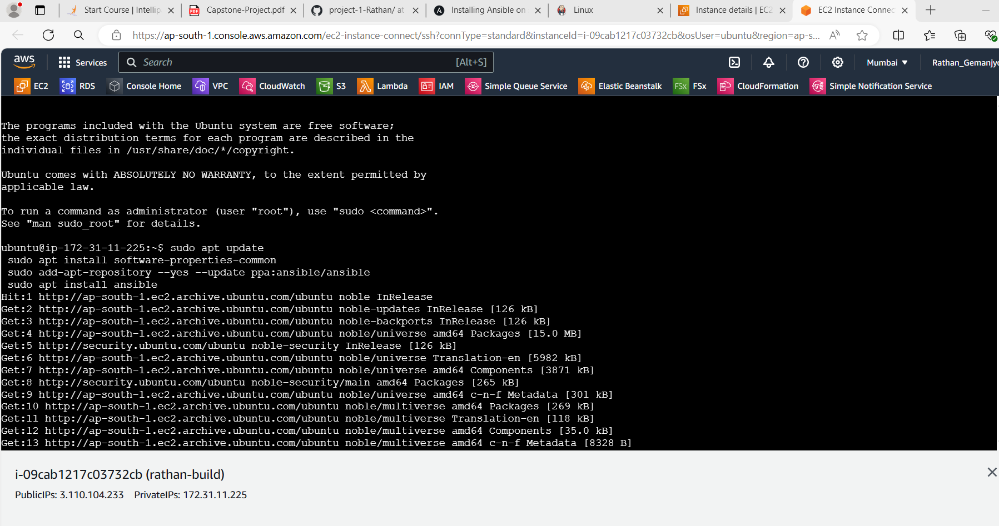 Start Course | Intellip
Capstone-Project.pdf
project-1-Rathan/ at
Installing Ansible on
Linux
Instance details | EC2
EC2 Instance Connec
https://ap-south-1.console.aws.amazon.com/ec2-instance-connect/ssh?connType=standard&instanceId=i-09cab1217c03732cb&osUser=ubuntu&region=ap-s...
aws
Services
Search
[Alt+S]
Mumbai
Rathan_Gemanjyo
EC2
RDS
Console Home
VPC
CloudWatch
S3
Lambda
IAM
Simple Queue Service
Elastic Beanstalk
FSx FSx
CloudFormation
Simple Notification Service
The programs included with the Ubuntu system are free software;
the exact distribution terms for each program are described in the
individual files in /usr/share/doc/*/copyright.
Ubuntu comes with ABSOLUTELY NO WARRANTY, to the extent permitted by
applicable law.
To run a command as administrator (user "root"), use "sudo <command>".
See "man sudo_root" for details.
ubuntu@ip-172-31-11-225:~$ sudo apt update
sudo apt install software-properties-common
sudo add-apt-repository --yes --update ppa:ansible/ansible
sudo apt install ansible
Hit:1 http://ap-south-1.ec2.archive.ubuntu.com/ubuntu noble InRelease
Get:2 http://ap-south-1.ec2.archive.ubuntu.com/ubuntu noble-updates InRelease [126 kB]
Get:3 http://ap-south-1.ec2.archive.ubuntu.com/ubuntu noble-backports InRelease [126 kB]
Get:4 http://ap-south-1.ec2.archive.ubuntu.com/ubuntu noble/universe amd64 Packages [15.0 MB]
Get:5 http://security.ubuntu.com/ubuntu noble-security InRelease [126 kB]
Get:6 http://ap-south-1.ec2.archive.ubuntu.com/ubuntu noble/universe Translation-en [5982 kB]
Get:7 http://ap-south-1.ec2.archive.ubuntu.com/ubuntu noble/universe amd64 Components [3871 kB]
Get:8 http://security.ubuntu.com/ubuntu noble-security/main amd64 Packages [265 kB]
Get:9 http://ap-south-1.ec2.archive.ubuntu.com/ubuntu noble/universe amd64 c-n-f Metadata [301 kB]
Get:10 http://ap-south-1.ec2.archive.ubuntu.com/ubuntu noble/multiverse amd64 Packages [269 kB]
Get:11 http://ap-south-1.ec2.archive.ubuntu.com/ubuntu noble/multiverse Translation-en [118 kB]
Get:12 http://ap-south-1.ec2.archive.ubuntu.com/ubuntu noble/multiverse amd64 Components [35.0 kB]
Get:13 http://ap-south-1.ec2.archive.ubuntu.com/ubuntu noble/multiverse amd64 c-n-f Metadata [8328 B]
i-09cab1217c03732cb (rathan-build)
PublicIPs: 3.110.104.233 PrivateIPs: 172.31.11.225